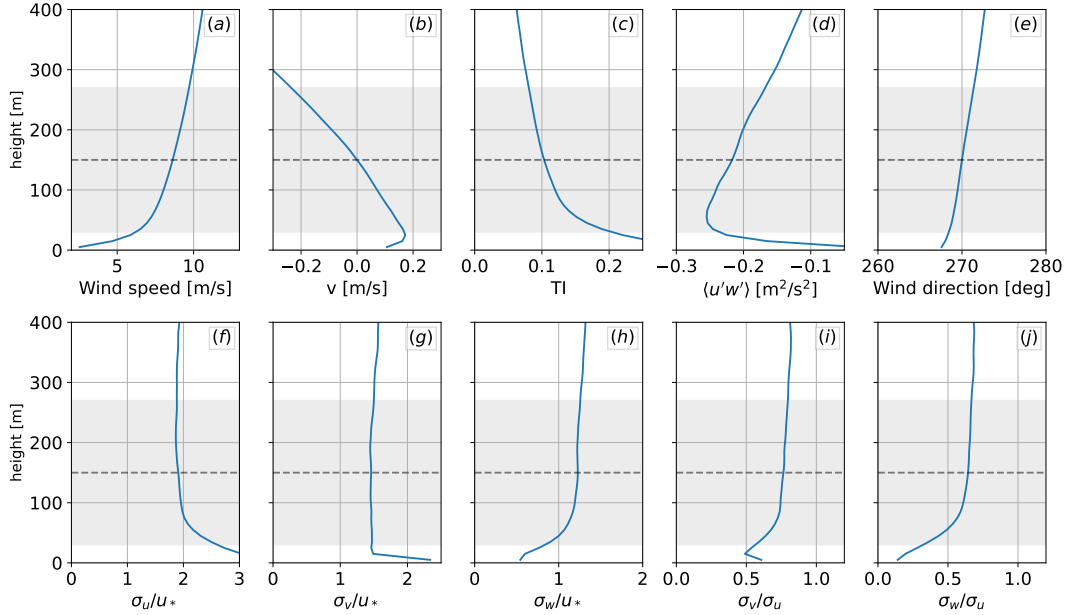 400
300
200
100
0
height [m]
(a)
5
10
Wind speed [m/s]
(b)
−0.2
0.0
0.2
v [m/s]
(c)
0.0
0.1
0.2
TI
(d)
−0.3
−0.2
−0.1
⟨u′w′⟩ [m²/s²]
(e)
260
270
280
Wind direction [deg]
400
300
200
100
0
height [m]
(f)
0
1
2
3
σᵤ/u*
(g)
0
1
2
σᵥ/u*
(h)
0
1
2
σ_w/u*
(i)
0.0
0.5
1.0
σᵥ/σᵤ
(j)
0.0
0.5
1.0
σ_w/σᵤ